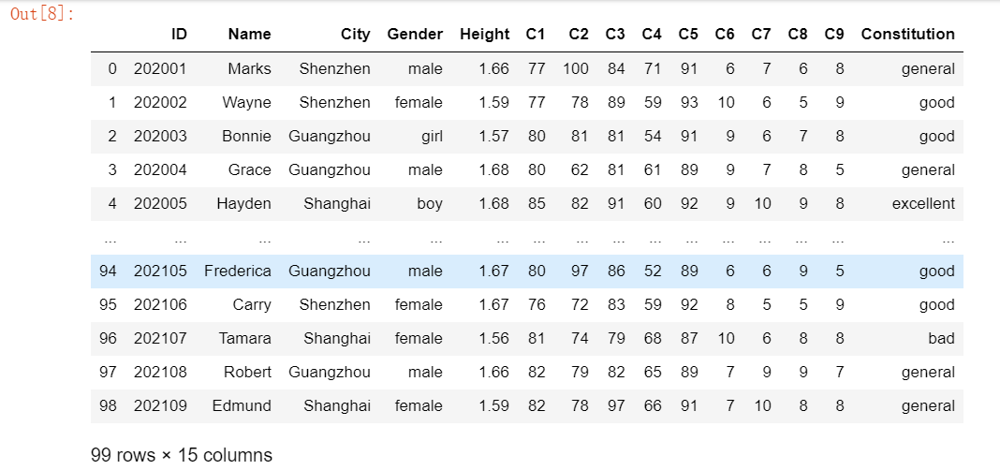 Out[8]:
ID Name City Gender Height C1 C2 C3 C4 C5 C6 C7 C8 C9 Constitution
0 202001 Marks Shenzhen male 1.66 77 100 84 71 91 6 7 6 8 general
1 202002 Wayne Shenzhen female 1.59 77 78 89 59 93 10 6 5 9 good
2 202003 Bonnie Guangzhou girl 1.57 80 81 81 54 91 9 6 7 8 good
3 202004 Grace Guangzhou male 1.68 80 62 81 61 89 9 7 8 5 general
4 202005 Hayden Shanghai boy 1.68 85 82 91 60 92 9 10 9 8 excellent
... ... ... ... ... ... ... ... ... ... ... ... ... ... ... ...
94 202105 Frederica Guangzhou male 1.67 80 97 86 52 89 6 6 9 5 good
95 202106 Carry Shenzhen female 1.67 76 72 83 59 92 8 5 5 9 good
96 202107 Tamara Shanghai female 1.56 81 74 79 68 87 10 6 8 8 bad
97 202108 Robert Guangzhou male 1.66 82 79 82 65 89 7 9 9 7 general
98 202109 Edmund Shanghai female 1.59 82 78 97 66 91 7 10 8 8 general
99 rows × 15 columns